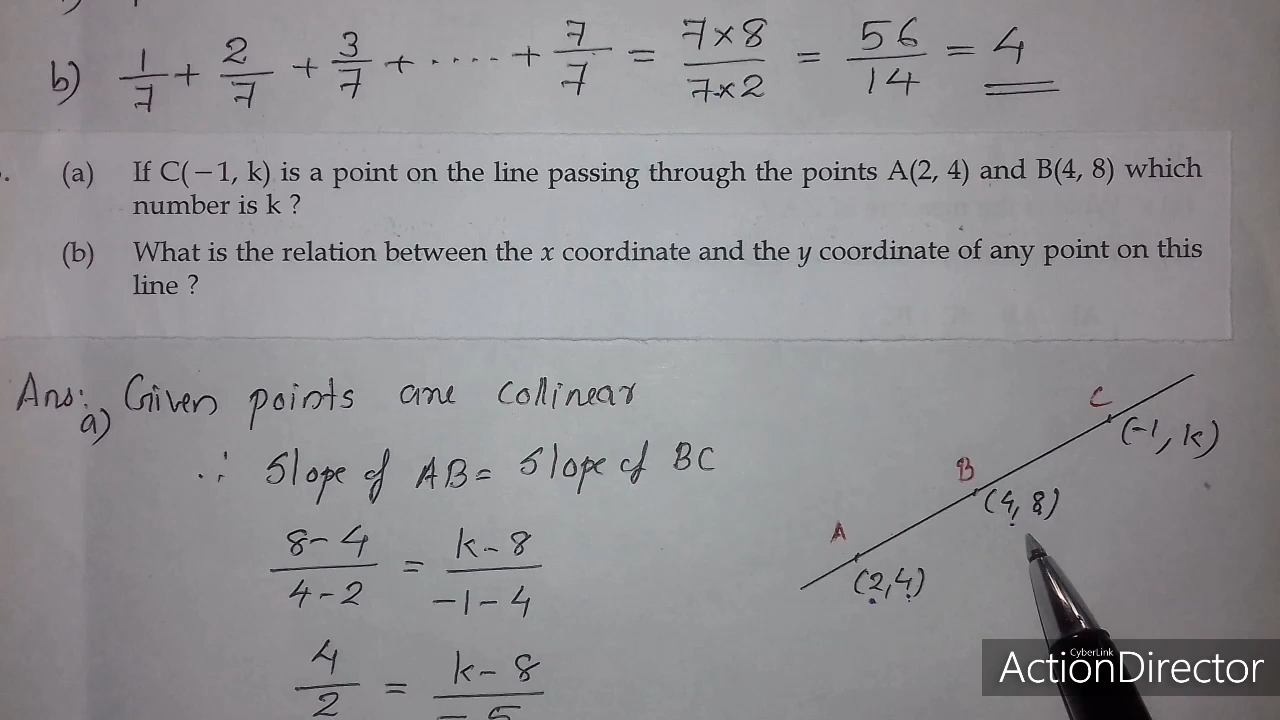 b) 1/7 + 2/7 + 3/7 + ..... + 7/7 = 7×8/7×2 = 56/14 = 4
(a) If C(−1, k) is a point on the line passing through the points A(2, 4) and B(4, 8) which
number is k ?
(b) What is the relation between the x coordinate and the y coordinate of any point on this
line ?
Ans: a) Given points are collinear
∴ Slope of AB = Slope of BC
8-4/4-2 = k-8/-1-4
4/2 = k-8/-5
C
(-1, k)
B
(4, 8)
A
(2,4)
CyberLink
ActionDirector